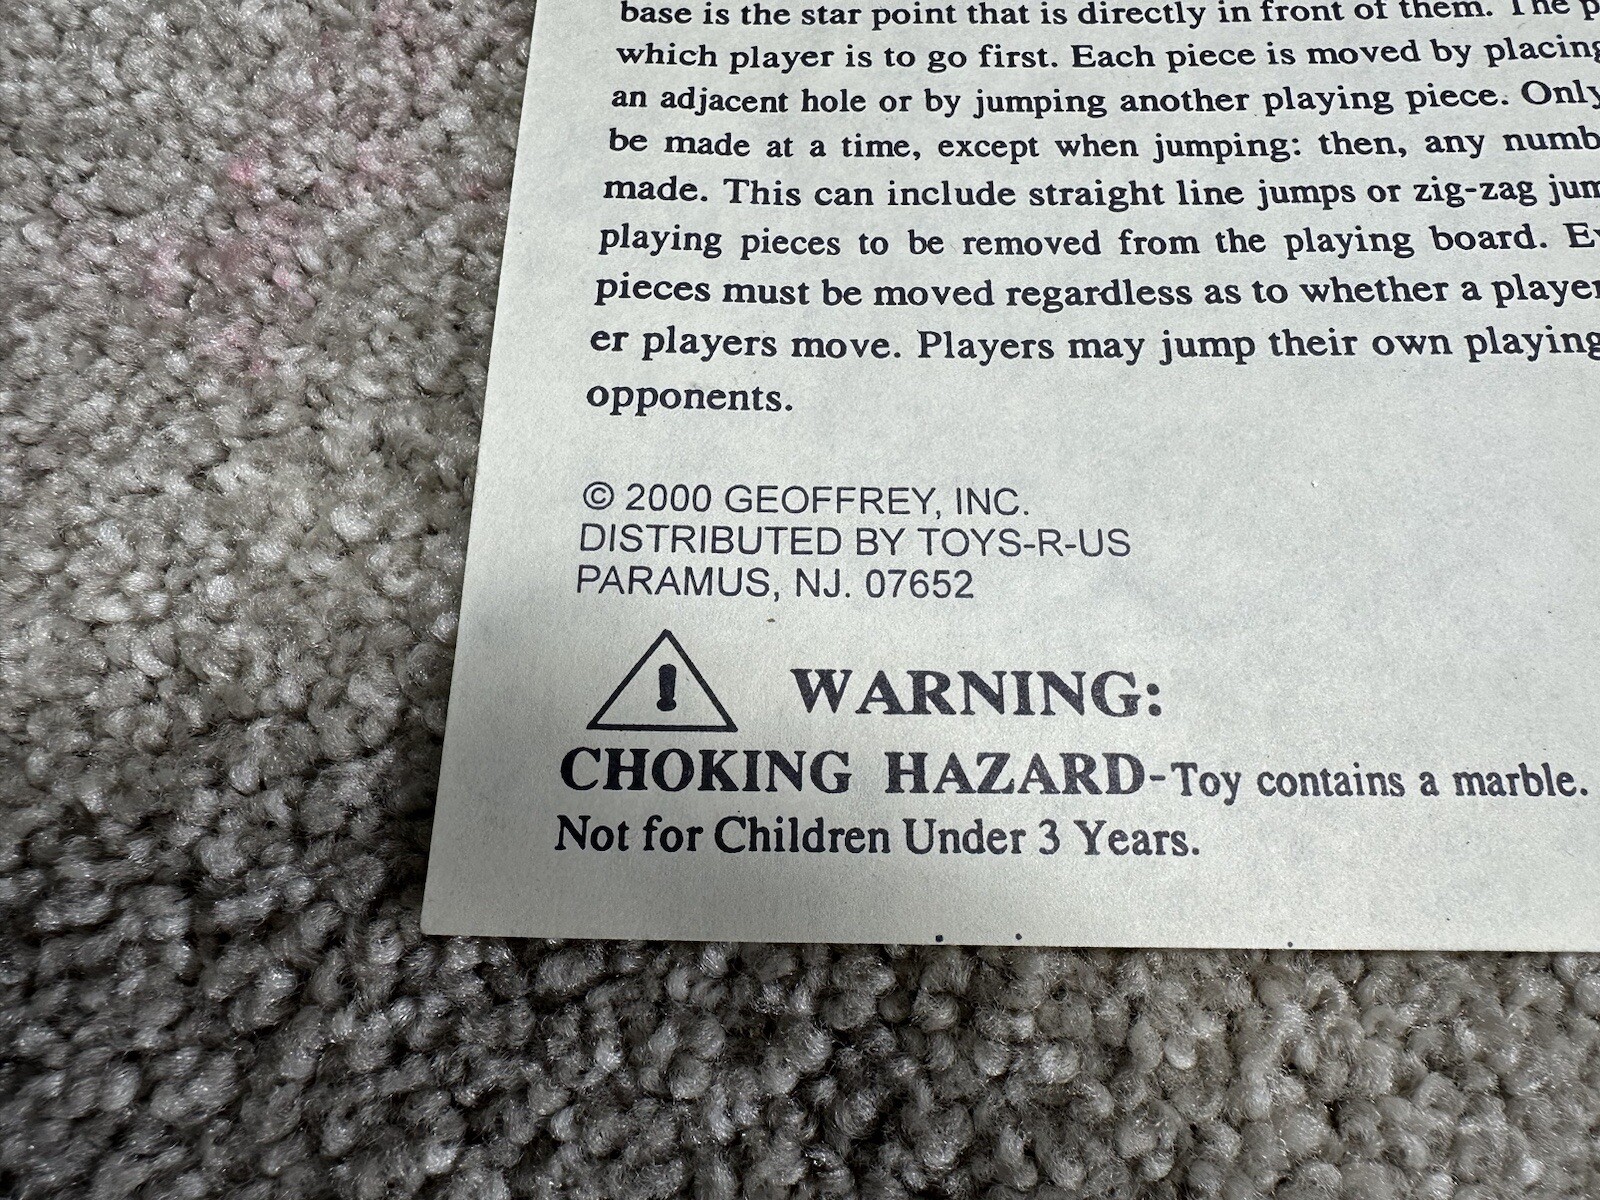 base is the star point that is directly in front of them. The
which player is to go first. Each piece is moved by placing
an adjacent hole or by jumping another playing piece. Only
be made at a time, except when jumping: then, any
made. This can include straight line jumps or zig-zag
playing pieces to be removed from the playing board.
pieces must be moved regardless as to whether a player
er players move. Players may jump their own playing
opponents.
© 2000 GEOFFREY, INC.
DISTRIBUTED BY TOYS-R-US
PARAMUS, NJ. 07652
WARNING:
CHOKING HAZARD-Toy contains a marble.
Not for Children Under 3 Years.